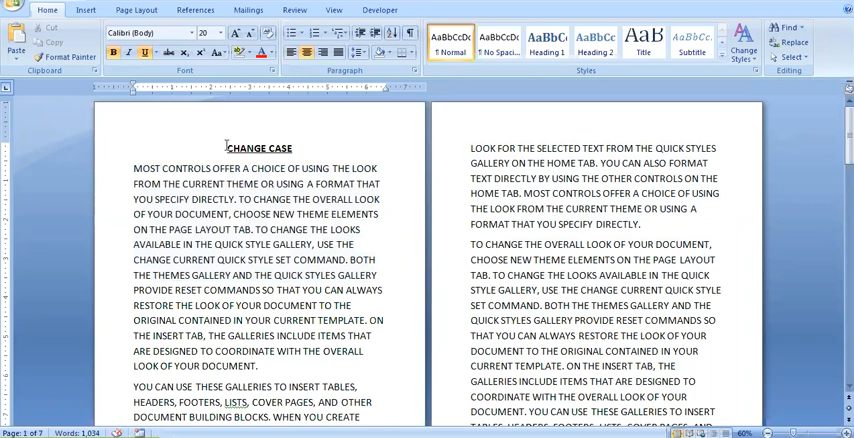 Home Insert Page Layout References Mailings Review View Developer
Cut
Copy
Format Painter
Paste
Clipboard
Calibri (Body) 20
B I U abc x₂ x² Aa A
Font
Paragraph
AaBbCcDc AaBbCcDc AaBbC AaBbCc AaB AaBbCc.
¶ Normal ¶ No Spaci... Heading 1 Heading 2 Title Subtitle
Change
Styles
Styles
Find
Replace
Select
Editing
CHANGE CASE
MOST CONTROLS OFFER A CHOICE OF USING THE LOOK
FROM THE CURRENT THEME OR USING A FORMAT THAT
YOU SPECIFY DIRECTLY. TO CHANGE THE OVERALL LOOK
OF YOUR DOCUMENT, CHOOSE NEW THEME ELEMENTS
ON THE PAGE LAYOUT TAB. TO CHANGE THE LOOKS
AVAILABLE IN THE QUICK STYLE GALLERY, USE THE
CHANGE CURRENT QUICK STYLE SET COMMAND. BOTH
THE THEMES GALLERY AND THE QUICK STYLES GALLERY
PROVIDE RESET COMMANDS SO THAT YOU CAN ALWAYS
RESTORE THE LOOK OF YOUR DOCUMENT TO THE
ORIGINAL CONTAINED IN YOUR CURRENT TEMPLATE. ON
THE INSERT TAB, THE GALLERIES INCLUDE ITEMS THAT
ARE DESIGNED TO COORDINATE WITH THE OVERALL
LOOK OF YOUR DOCUMENT.
YOU CAN USE THESE GALLERIES TO INSERT TABLES,
HEADERS, FOOTERS, LISTS, COVER PAGES, AND OTHER
DOCUMENT BUILDING BLOCKS. WHEN YOU CREATE
LOOK FOR THE SELECTED TEXT FROM THE QUICK STYLES
GALLERY ON THE HOME TAB. YOU CAN ALSO FORMAT
TEXT DIRECTLY BY USING THE OTHER CONTROLS ON THE
HOME TAB. MOST CONTROLS OFFER A CHOICE OF USING
THE LOOK FROM THE CURRENT THEME OR USING A
FORMAT THAT YOU SPECIFY DIRECTLY.
TO CHANGE THE OVERALL LOOK OF YOUR DOCUMENT,
CHOOSE NEW THEME ELEMENTS ON THE PAGE LAYOUT
TAB. TO CHANGE THE LOOKS AVAILABLE IN THE QUICK
STYLE GALLERY, USE THE CHANGE CURRENT QUICK STYLE
SET COMMAND. BOTH THE THEMES GALLERY AND THE
QUICK STYLES GALLERY PROVIDE RESET COMMANDS SO
THAT YOU CAN ALWAYS RESTORE THE LOOK OF YOUR
DOCUMENT TO THE ORIGINAL CONTAINED IN YOUR
CURRENT TEMPLATE. ON THE INSERT TAB, THE
GALLERIES INCLUDE ITEMS THAT ARE DESIGNED TO
COORDINATE WITH THE OVERALL LOOK OF YOUR
DOCUMENT. YOU CAN USE THESE GALLERIES TO INSERT
TABLES, HEADERS, FOOTERS, LISTS, COVER PAGES, AND
Page: 1 of 7 Words: 1,034
60%